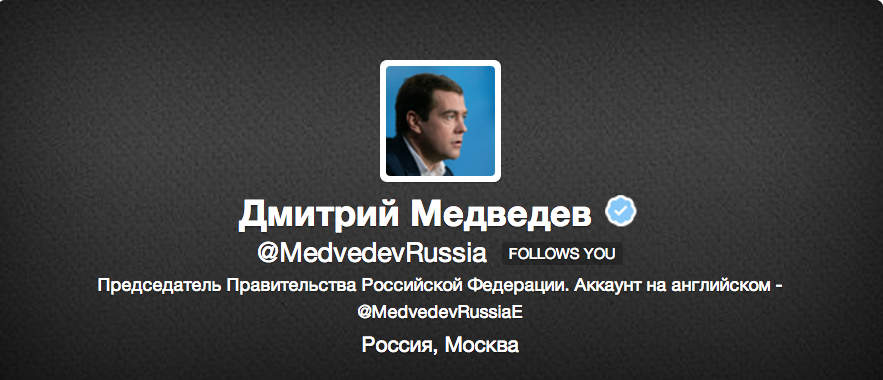 Дмитрий Медведев
@MedvedevRussia FOLLOWS YOU
Председатель Правительства Российской Федерации. Аккаунт на английском -
@MedvedevRussiaE
Россия, Москва